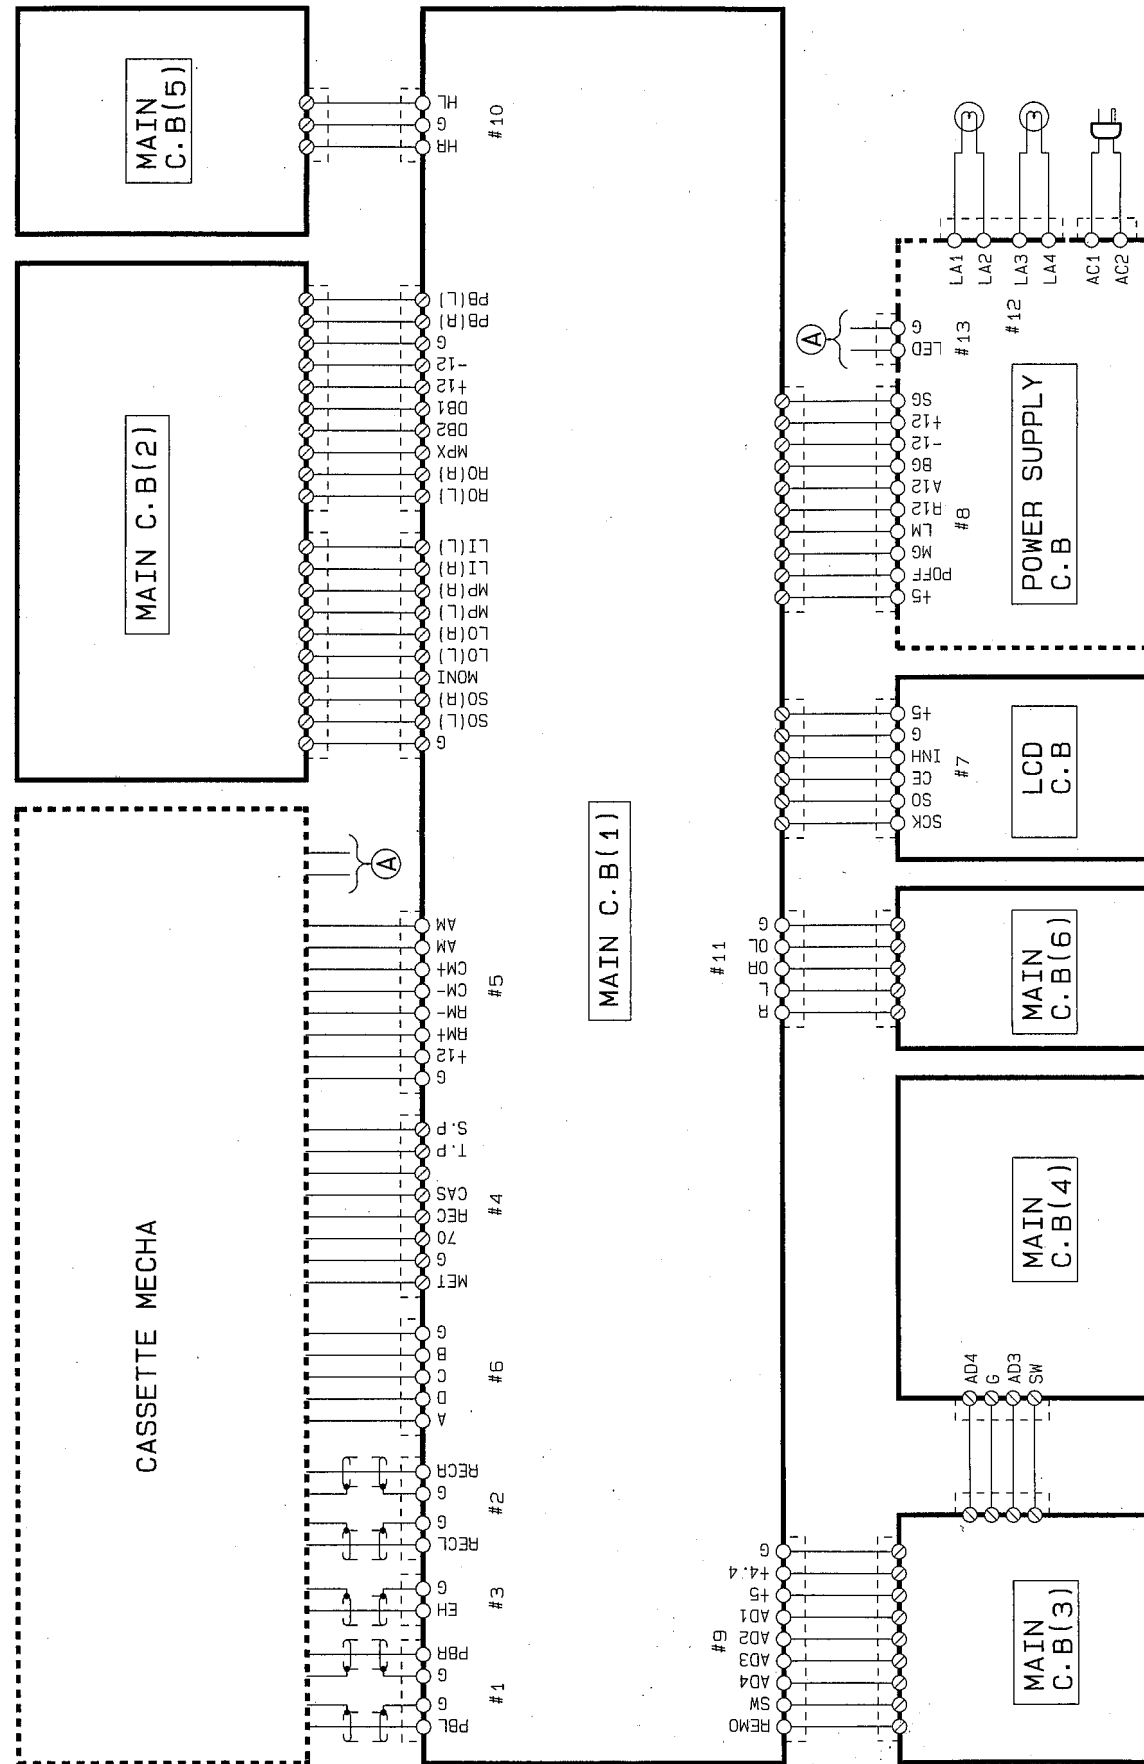 MAIN
C.B(5)
HL
G
HR
#10
MAIN C.B(2)
PB(L)
PB(R)
G
-12
+12
DB1
DB2
MPX
RO(R)
RO(L)
LI(L)
LI(R)
MP(R)
MP(L)
LO(R)
LO(L)
MONI
SO(R)
SO(L)
G
CASSETTE MECHA
A
AM
AM
CM+
CM-
RM-
RM+
+12
G
#5
S.P
T.P
CAS
REC
70
G
MET
#4
G
B
C
D
A
#6
RECR
G
G
RECL
#2
G
EH
#3
PBR
G
G
PBL
#1
MAIN C.B(1)
LA1
LA2
LA3
LA4
AC1
AC2
#12
A
G
LED
#13
SG
+12
-12
BG
A12
R12
LM
MG
POFF
+5
#8
POWER SUPPLY
C.B
+5
G
INH
CE
SO
SCK
#7
LCD
C.B
G
OL
OR
L
R
#11
MAIN
C.B(6)
MAIN
C.B(4)
AD4
G
AD3
SW
G
+4.4
+5
AD1
AD2
AD3
AD4
SW
REMO
#9
MAIN
C.B(3)